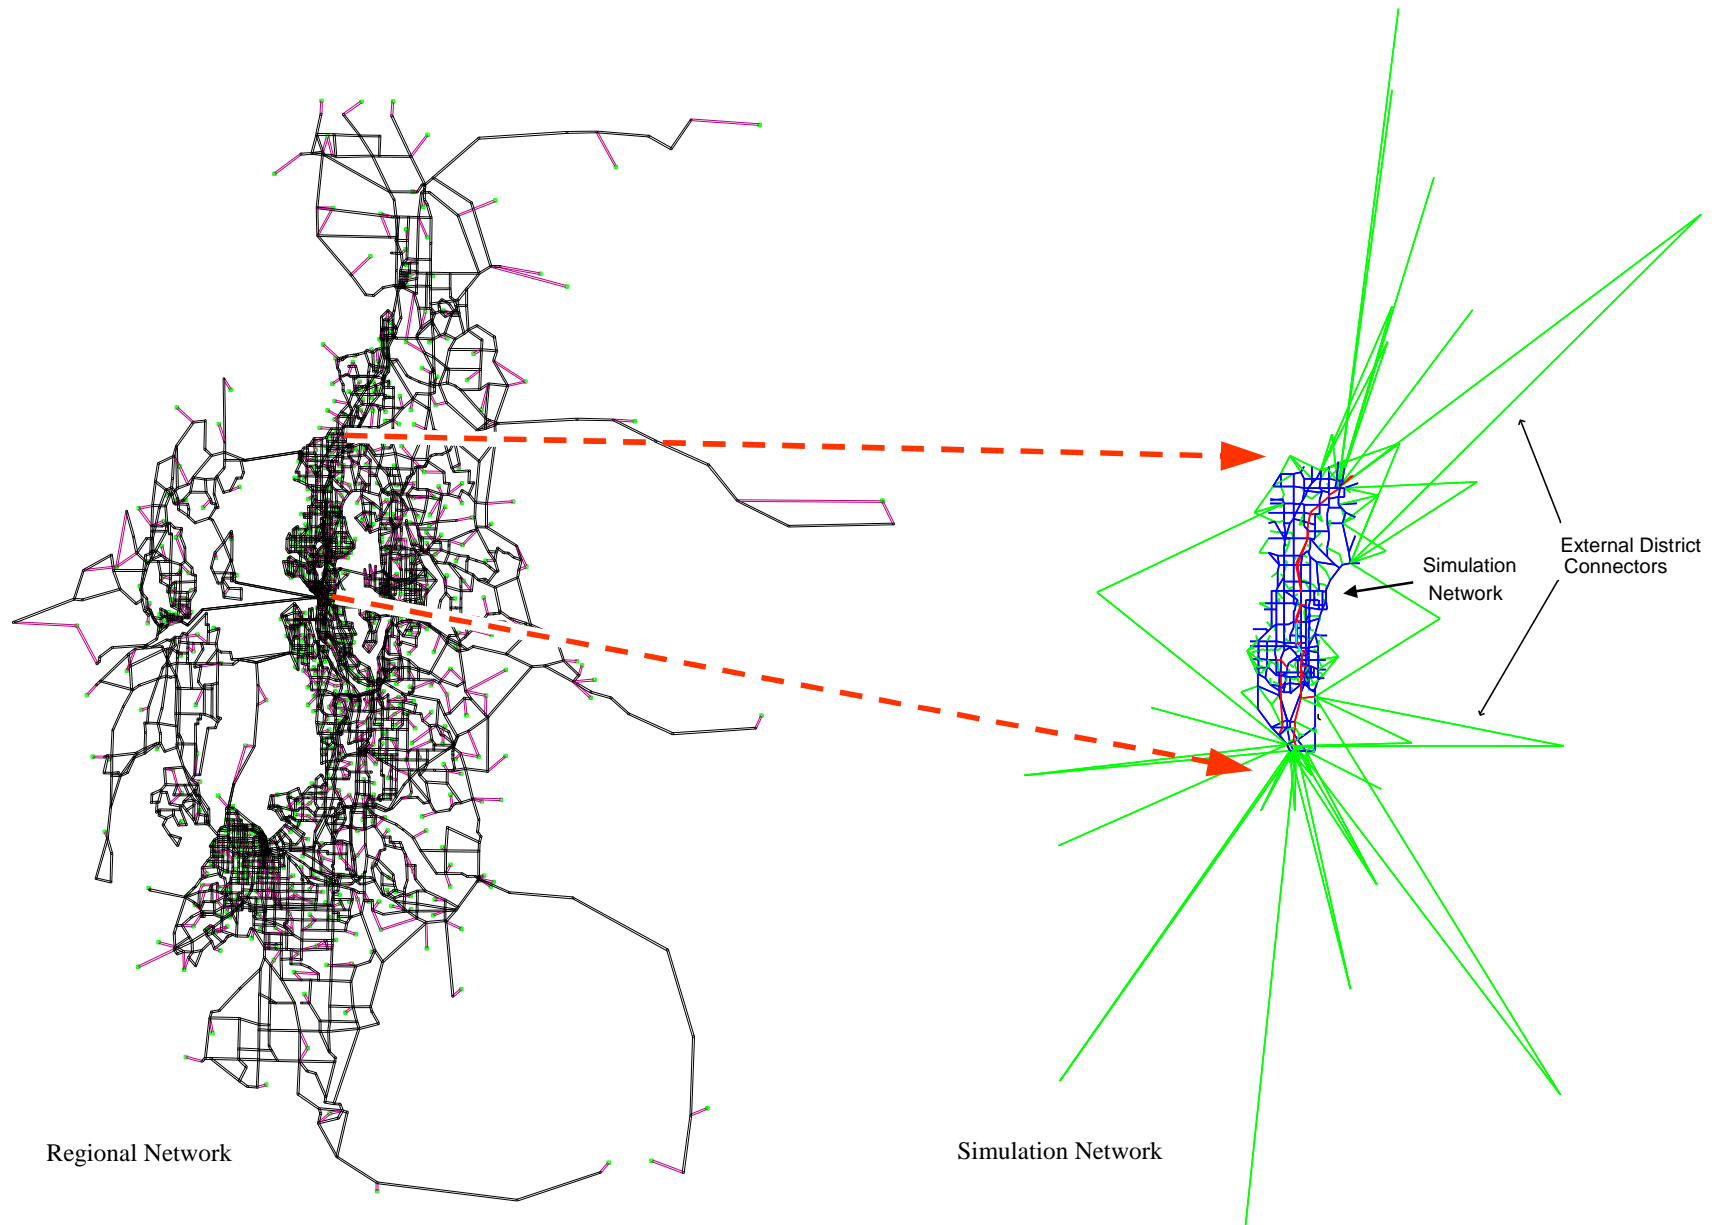 External District
Connectors
Simulation
Network
Regional Network
Simulation Network